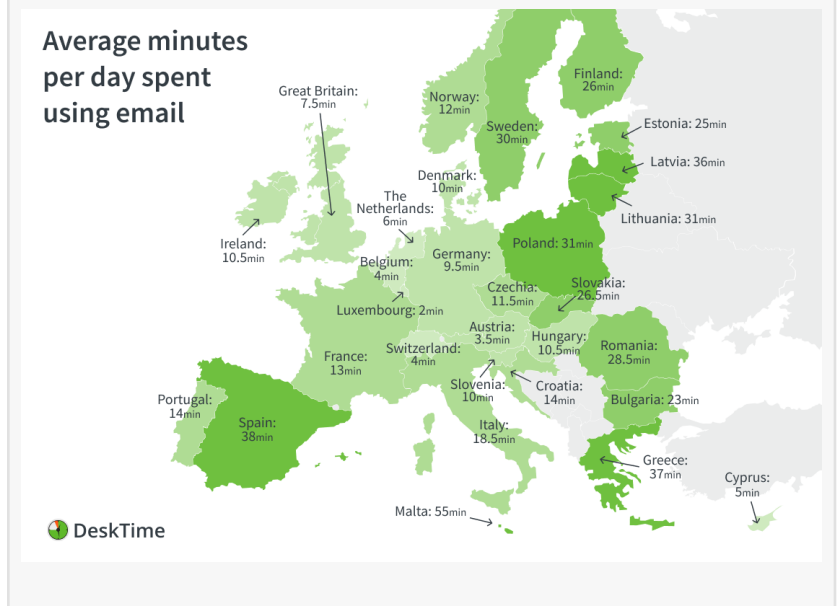 Average minutes
per day spent
using email
Great Britain:
7.5min
Norway:
12min
Finland:
26min
Sweden:
30min
Estonia: 25min
Latvia: 36min
Denmark:
10min
The
Netherlands:
6min
Lithuania: 31min
Ireland:
10.5min
Poland: 31min
Germany:
9.5min
Belgium:
4min
Czechia:
11.5min
Slovakia:
26.5min
Luxembourg: 2min
Austria:
3.5min
Hungary:
10.5min
Romania:
28.5min
Switzerland:
4min
France:
13min
Slovenia:
10min
Croatia:
14min
Portugal:
14min
Bulgaria: 23min
Spain:
38min
Italy:
18.5min
Greece:
37min
Cyprus:
5min
Malta: 55min
DeskTime